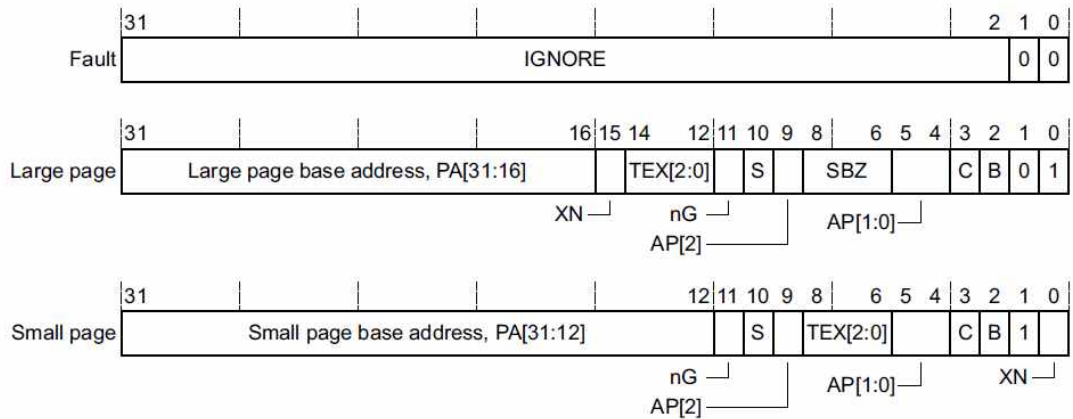 31 2 1 0
Fault IGNORE 0 0
31 16 15 14 12 11 10 9 8 6 5 4 3 2 1 0
Large page Large page base address, PA[31:16] TEX[2:0] S SBZ C B 0 1
XN nG AP[1:0]
AP[2]
31 12 11 10 9 8 6 5 4 3 2 1 0
Small page Small page base address, PA[31:12] S TEX[2:0] C B 1
nG AP[1:0] XN
AP[2]